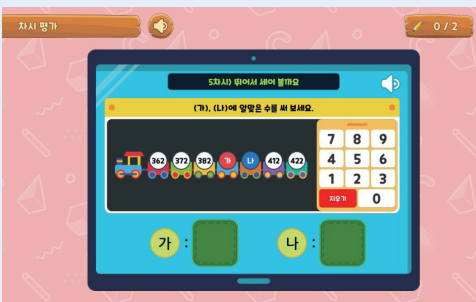 차시 평가
0 / 2
5차시) 뛰어서 세어 볼까요
(가), (나)에 알맞은 수를 써 보세요.
362 372 382 가 나 412 422
7 8 9
4 5 6
1 2 3
지우기 0
가 :
나 :